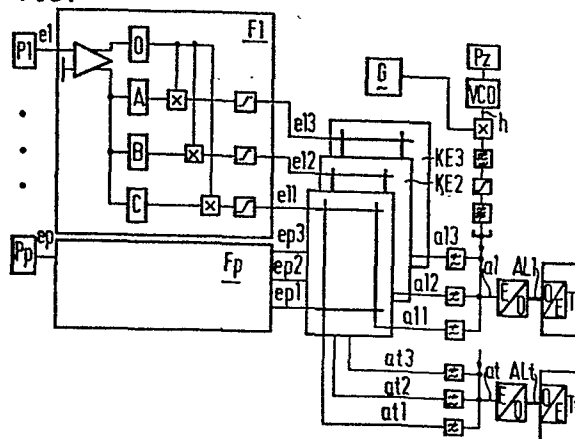 P1
e1
O
A
B
C
F1
e13
e12
e11
KE3
KE2
G
Pz
VCO
h
Pp
ep
Fp
ep3
ep2
ep1
a13
a12
a11
a1
AL1
E/O
O/E
at3
at2
at1
at
ALt
E/O
O/E